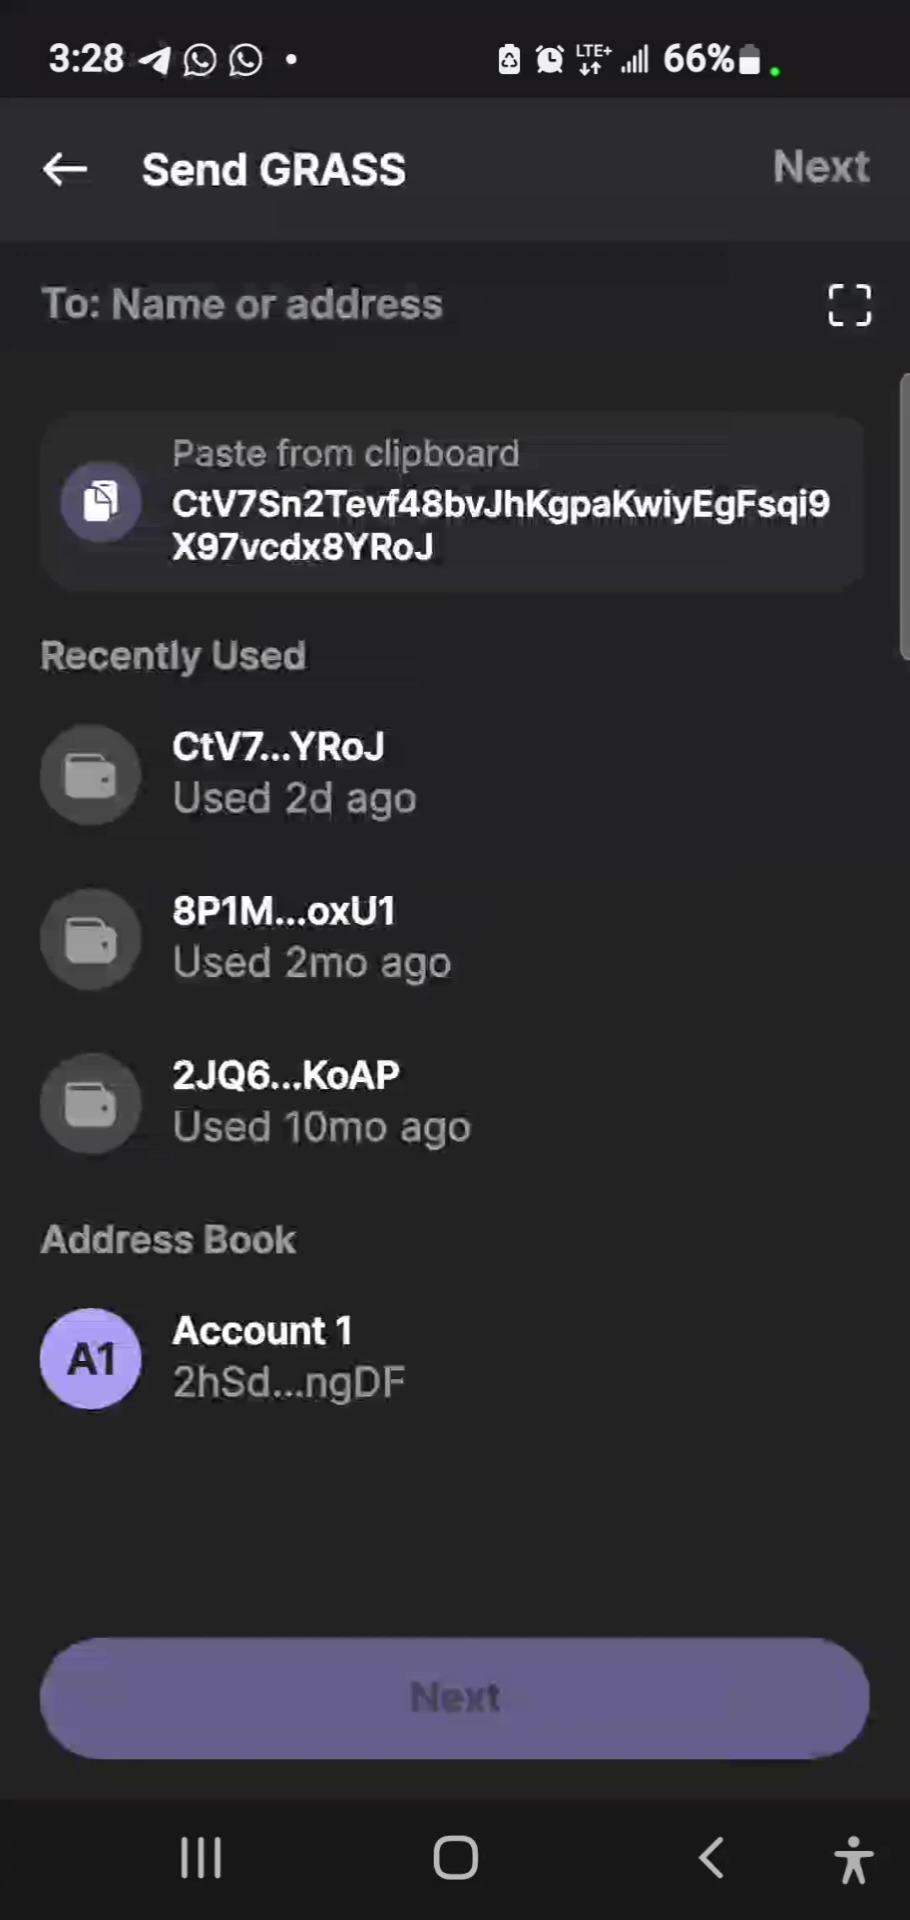 3:28 LTE+ 66%
Send GRASS Next
To: Name or address
Paste from clipboard
CtV7Sn2Tevf48bvJhKgpaKwiyEgFsqi9
X97vcdx8YRoJ
Recently Used
CtV7...YRoJ
Used 2d ago
8P1M...oxU1
Used 2mo ago
2JQ6...KoAP
Used 10mo ago
Address Book
A1
Account 1
2hSd...ngDF
Next